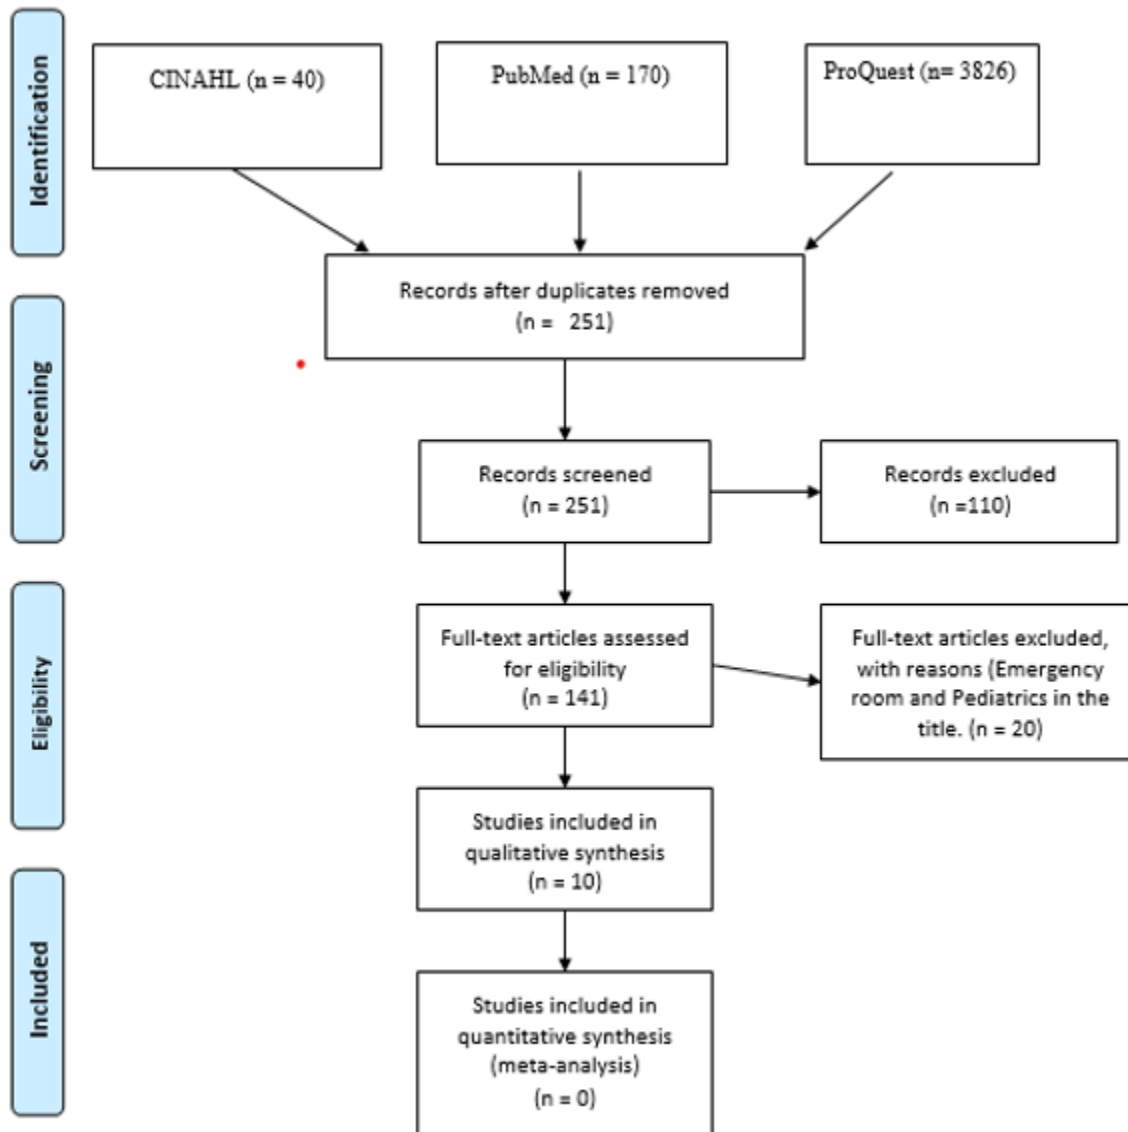 Identification
CINAHL (n = 40)
PubMed (n = 170)
ProQuest (n= 3826)
Records after duplicates removed
(n = 251)
Screening
Records screened
(n = 251)
Records excluded
(n =110)
Eligibility
Full-text articles assessed
for eligibility
(n = 141)
Full-text articles excluded,
with reasons (Emergency
room and Pediatrics in the
title. (n = 20)
Studies included in
qualitative synthesis
(n = 10)
Included
Studies included in
quantitative synthesis
(meta-analysis)
(n = 0)